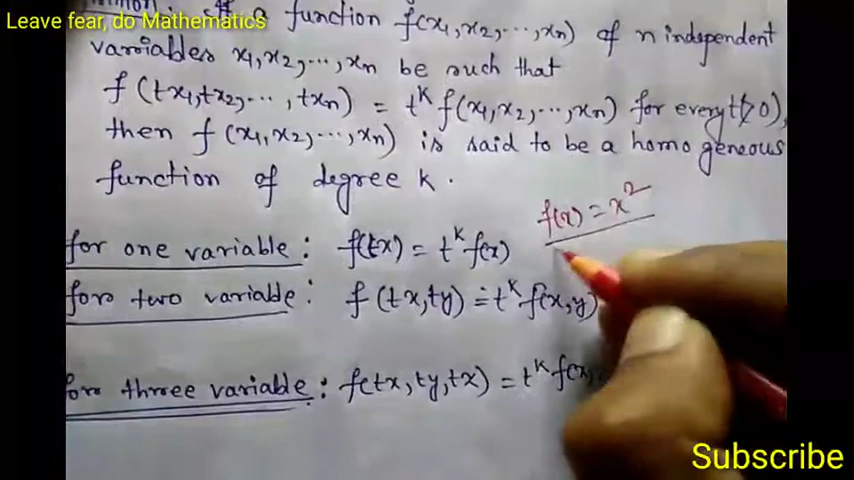 Leave fear, do Mathematics
a function f(x₁,x₂,...,xₙ) of n independent
variables x₁,x₂,...,xₙ be such that
f(tx₁,tx₂,...,txₙ) = t^k f(x₁,x₂,...,xₙ) for every t(>0),
then f(x₁,x₂,...,xₙ) is said to be a homogeneous
function of degree k.
f(x) = x²
for one variable: f(tx) = t^k f(x)
for two variable: f(tx,ty) = t^k f(x,y)
for three variable: f(tx,ty,tz) = t^k f(x,
Subscribe